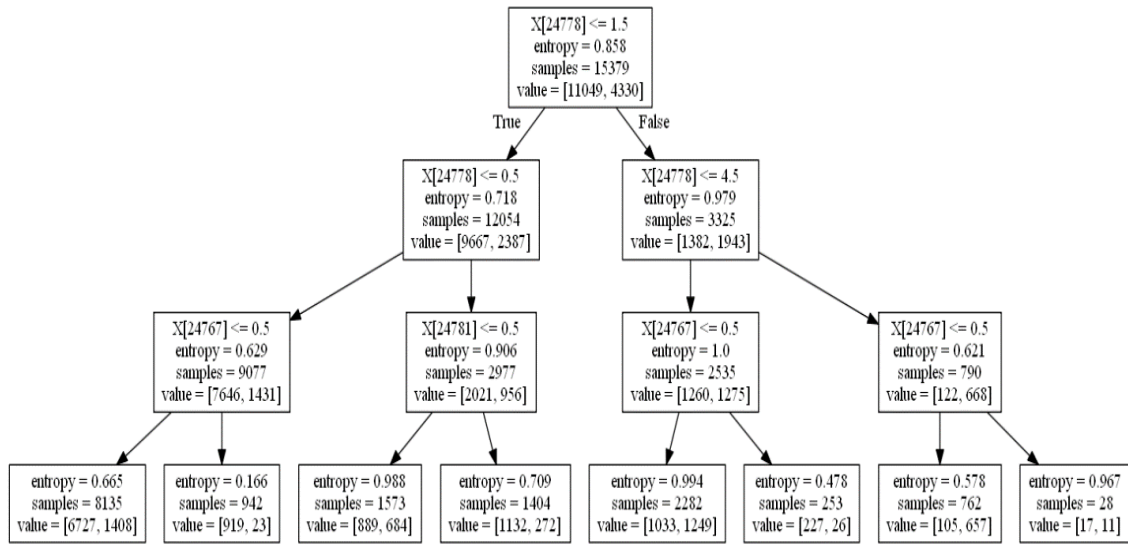 X[24778] <= 1.5
entropy = 0.858
samples = 15379
value = [11049, 4330]
True
False
X[24778] <= 0.5
entropy = 0.718
samples = 12054
value = [9667, 2387]
X[24778] <= 4.5
entropy = 0.979
samples = 3325
value = [1382, 1943]
X[24767] <= 0.5
entropy = 0.629
samples = 9077
value = [7646, 1431]
X[24781] <= 0.5
entropy = 0.906
samples = 2977
value = [2021, 956]
X[24767] <= 0.5
entropy = 1.0
samples = 2535
value = [1260, 1275]
X[24767] <= 0.5
entropy = 0.621
samples = 790
value = [122, 668]
entropy = 0.665
samples = 8135
value = [6727, 1408]
entropy = 0.166
samples = 942
value = [919, 23]
entropy = 0.988
samples = 1573
value = [889, 684]
entropy = 0.709
samples = 1404
value = [1132, 272]
entropy = 0.994
samples = 2282
value = [1033, 1249]
entropy = 0.478
samples = 253
value = [227, 26]
entropy = 0.578
samples = 762
value = [105, 657]
entropy = 0.967
samples = 28
value = [17, 11]